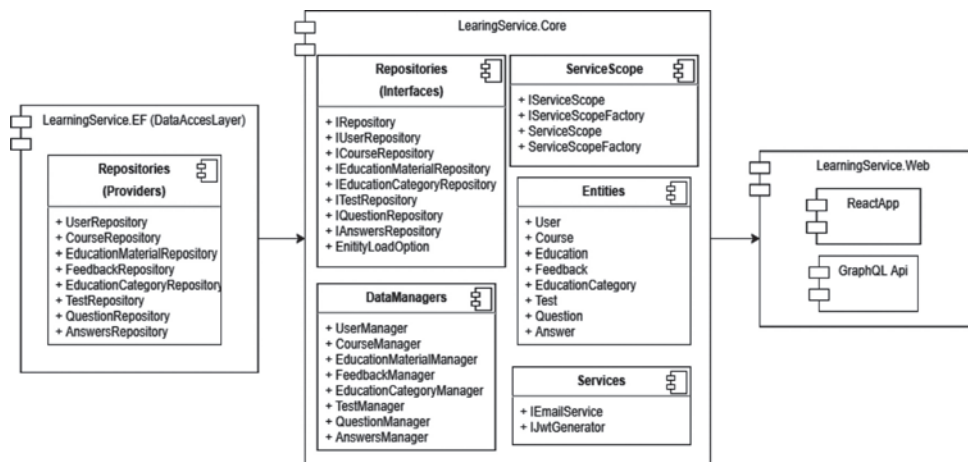 LearingService.Core
LearningService.EF (DataAccesLayer)
Repositories
(Providers)
+ UserRepository
+ CourseRepository
+ EducationMaterialRepository
+ FeedbackRepository
+ EducationCategoryRepository
+ TestRepository
+ QuestionRepository
+ AnswersRepository
Repositories
(Interfaces)
+ IRepository
+ IUserRepository
+ ICourseRepository
+ IEducationMaterialRepository
+ IEducationCategoryRepository
+ ITestRepository
+ IQuestionRepository
+ IAnswersRepository
+ EnitityLoadOption
ServiceScope
+ IServiceScope
+ IServiceScopeFactory
+ ServiceScope
+ ServiceScopeFactory
Entities
+ User
+ Course
+ Education
+ Feedback
+ EducationCategory
+ Test
+ Question
+ Answer
DataManagers
+ UserManager
+ CourseManager
+ EducationMaterialManager
+ FeedbackManager
+ EducationCategoryManager
+ TestManager
+ QuestionManager
+ AnswersManager
Services
+ IEmailService
+ IJwtGenerator
LearningService.Web
ReactApp
GraphQL Api